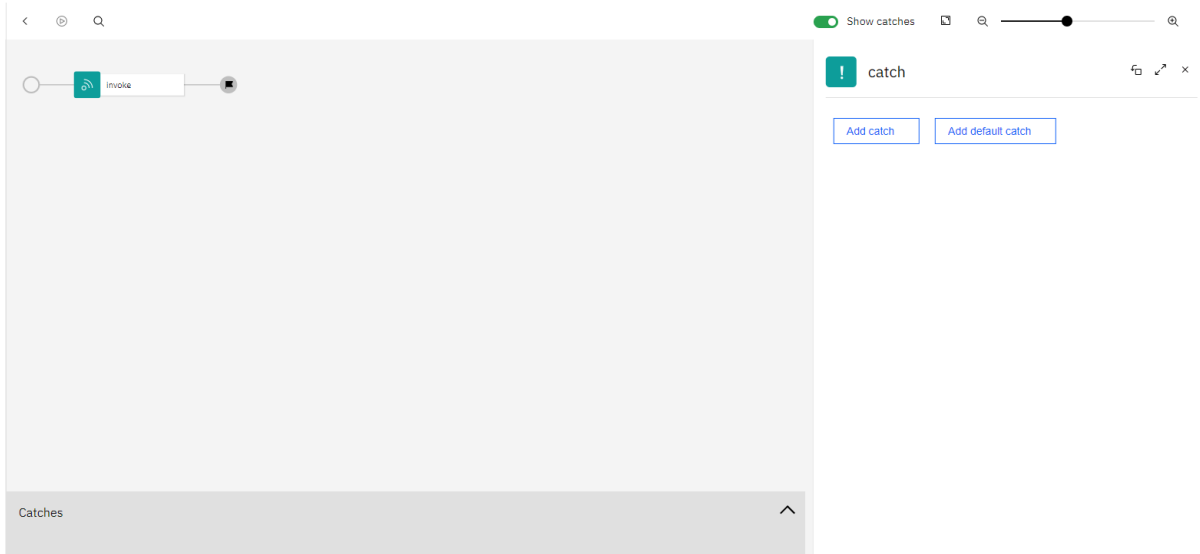 Show catches
invoke
catch
Add catch
Add default catch
Catches